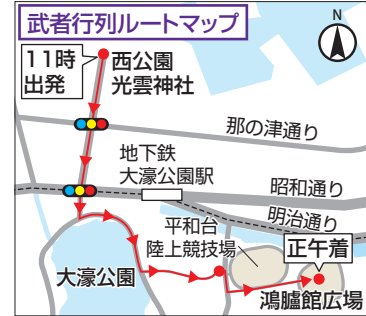 武者行列ルートマップ
N
11時
出発
西公園
光雲神社
那の津通り
地下鉄
大濠公園駅
昭和通り
明治通り
平和台
陸上競技場
正午着
大濠公園
鴻臚館広場